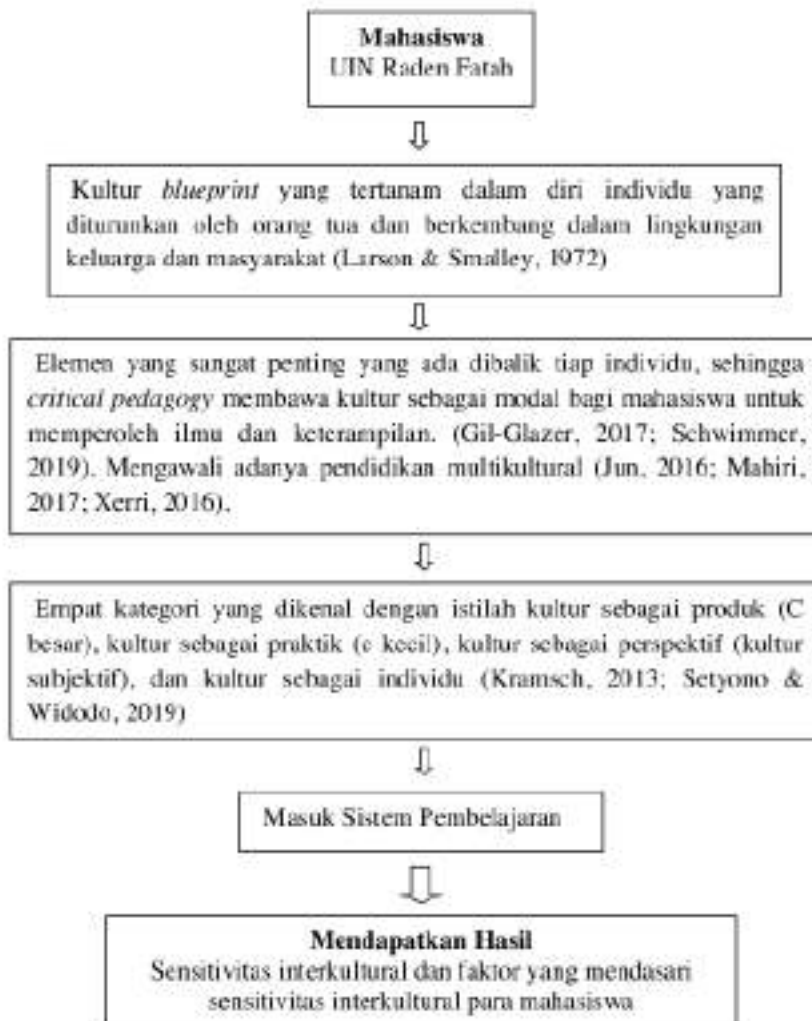 Mahasiswa
UIN Raden Fatah
Kultur blueprint yang tertanam dalam diri individu yang
diturunkan oleh orang tua dan berkembang dalam lingkungan
keluarga dan masyarakat (Larson & Smalley, 1972)
Elemen yang sangat penting yang ada dibalik tiap individu, sehingga
critical pedagogy membawa kultur sebagai modal bagi mahasiswa untuk
memperoleh ilmu dan keterampilan. (Gil-Glazer, 2017; Schwimmer,
2019). Mengawali adanya pendidikan multikultural (Jun, 2016; Mahiri,
2017; Xerri, 2016).
Empat kategori yang dikenal dengan istilah kultur sebagai produk (C
besar), kultur sebagai praktik (c kecil), kultur sebagai perspektif (kultur
subjektif), dan kultur sebagai individu (Kramsch, 2013; Setyono &
Widodo, 2019)
Masuk Sistem Pembelajaran
Mendapatkan Hasil
Sensitivitas interkultural dan faktor yang mendasari
sensitivitas interkultural para mahasiswa